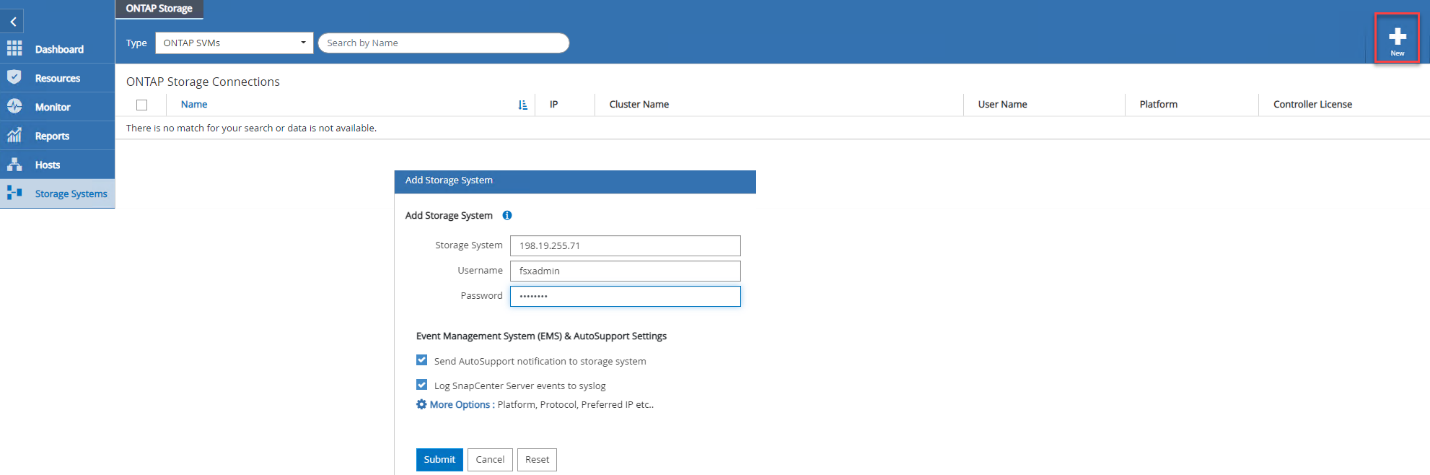 ONTAP Storage
Type ONTAP SVMs Search by Name
New
Dashboard
Resources
Monitor
Reports
Hosts
Storage Systems
ONTAP Storage Connections
Name IP Cluster Name User Name Platform Controller License
There is no match for your search or data is not available.
Add Storage System
Add Storage System
Storage System 198.19.255.71
Username fsxadmin
Password ••••••••
Event Management System (EMS) & AutoSupport Settings
Send AutoSupport notification to storage system
Log SnapCenter Server events to syslog
More Options : Platform, Protocol, Preferred IP etc..
Submit Cancel Reset